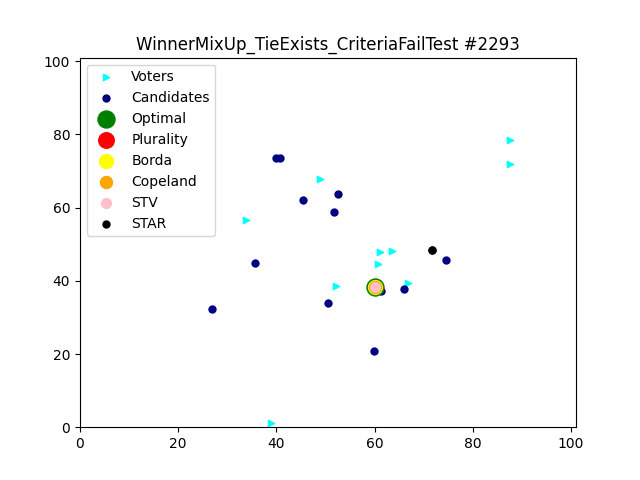 WinnerMixUp_TieExists_CriteriaFailTest #2293
Voters
Candidates
Optimal
Plurality
Borda
Copeland
STV
STAR
100
80
60
40
20
0
0 20 40 60 80 100